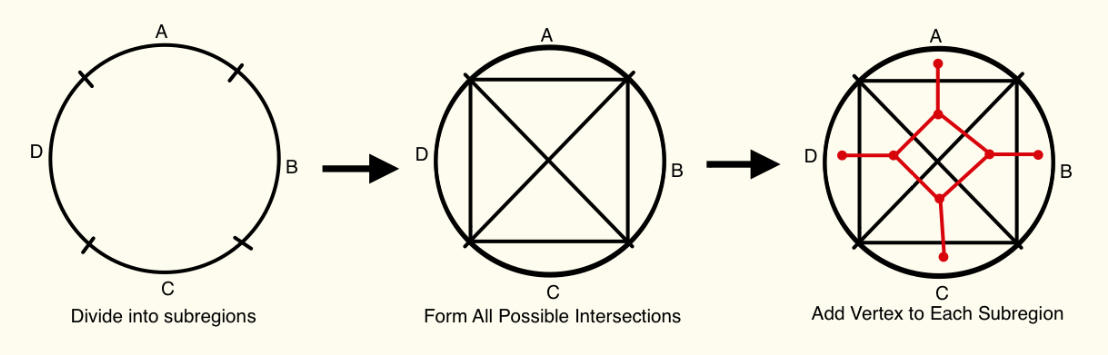 A
D
B
C
Divide into subregions
A
D
B
C
Form All Possible Intersections
A
D
B
C
Add Vertex to Each Subregion